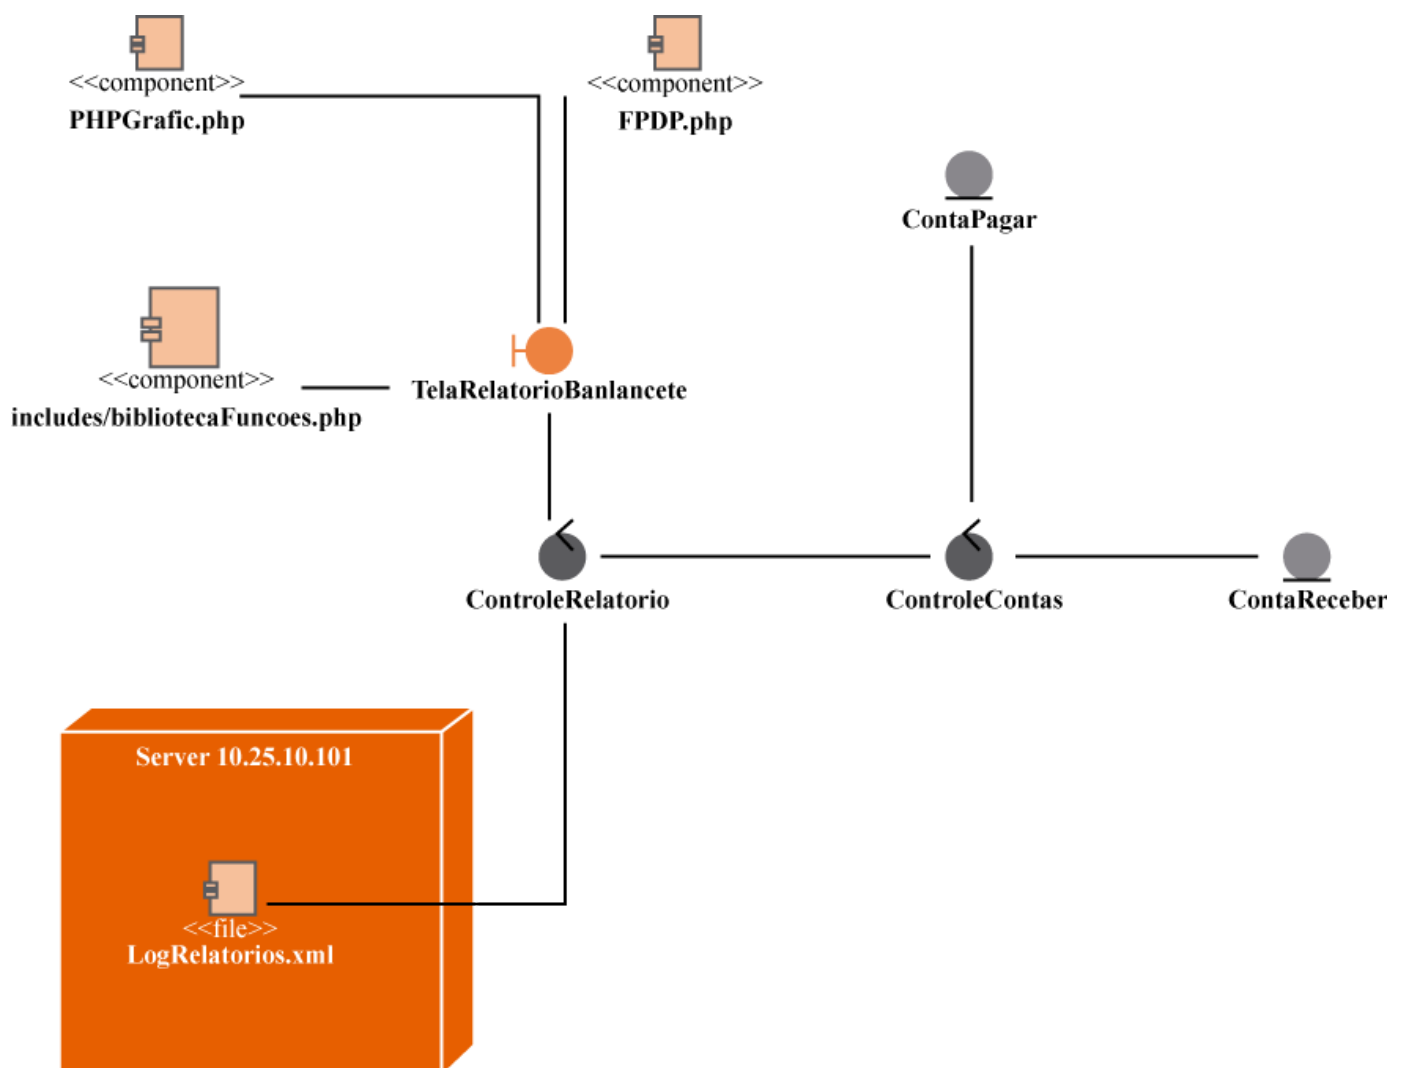 <<component>>
PHPGrafic.php
<<component>>
FPDP.php
ContaPagar
<<component>>
includes/bibliotecaFuncoes.php
TelaRelatorioBanlancete
ControleRelatorio
ControleContas
ContaReceber
Server 10.25.10.101
<<file>>
LogRelatorios.xml